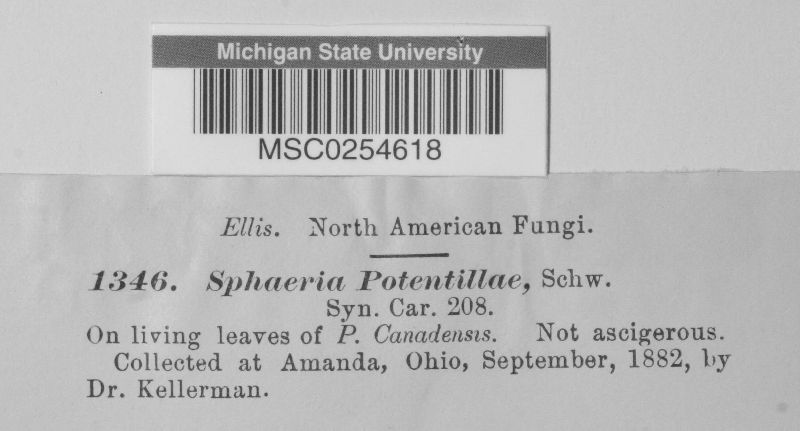 Michigan State University
MSC0254618
Ellis. North American Fungi.
1346. Sphaeria Potentillae, Schw.
Syn. Car. 208.
On living leaves of P. Canadensis. Not ascigerous.
Collected at Amanda, Ohio, September, 1882, by
Dr. Kellerman.